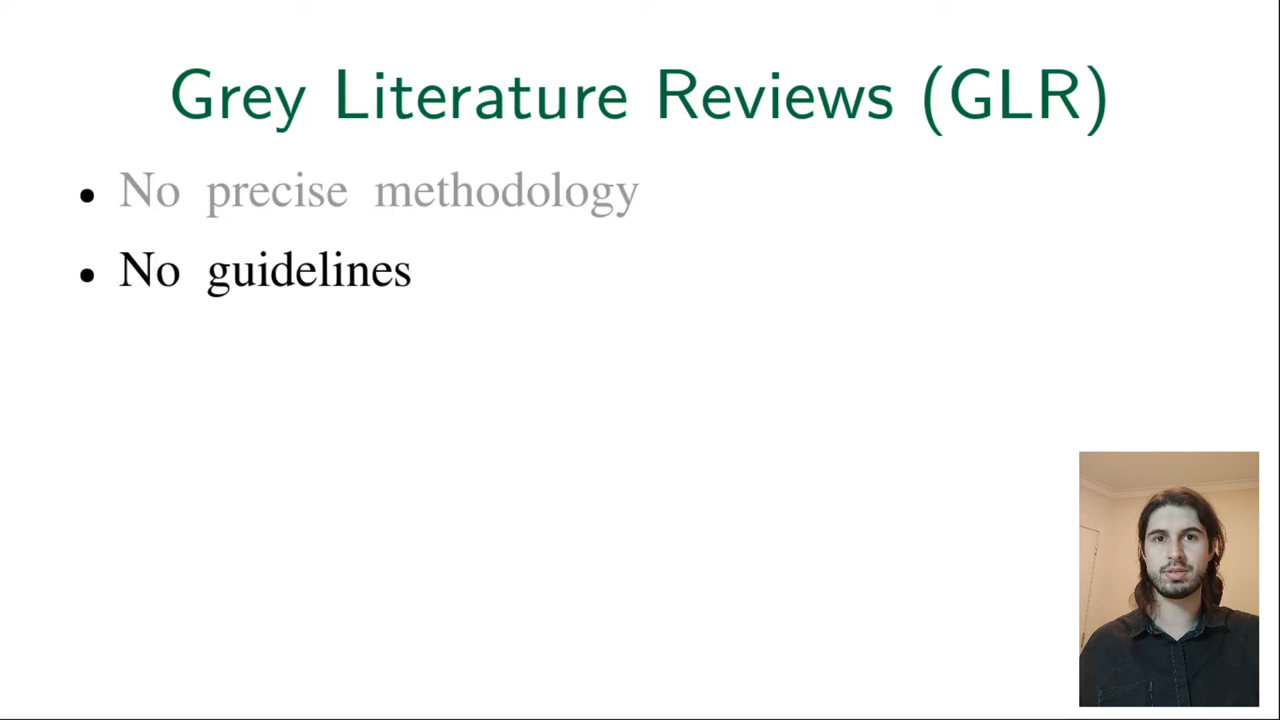 Grey Literature Reviews (GLR)
• No precise methodology
• No guidelines